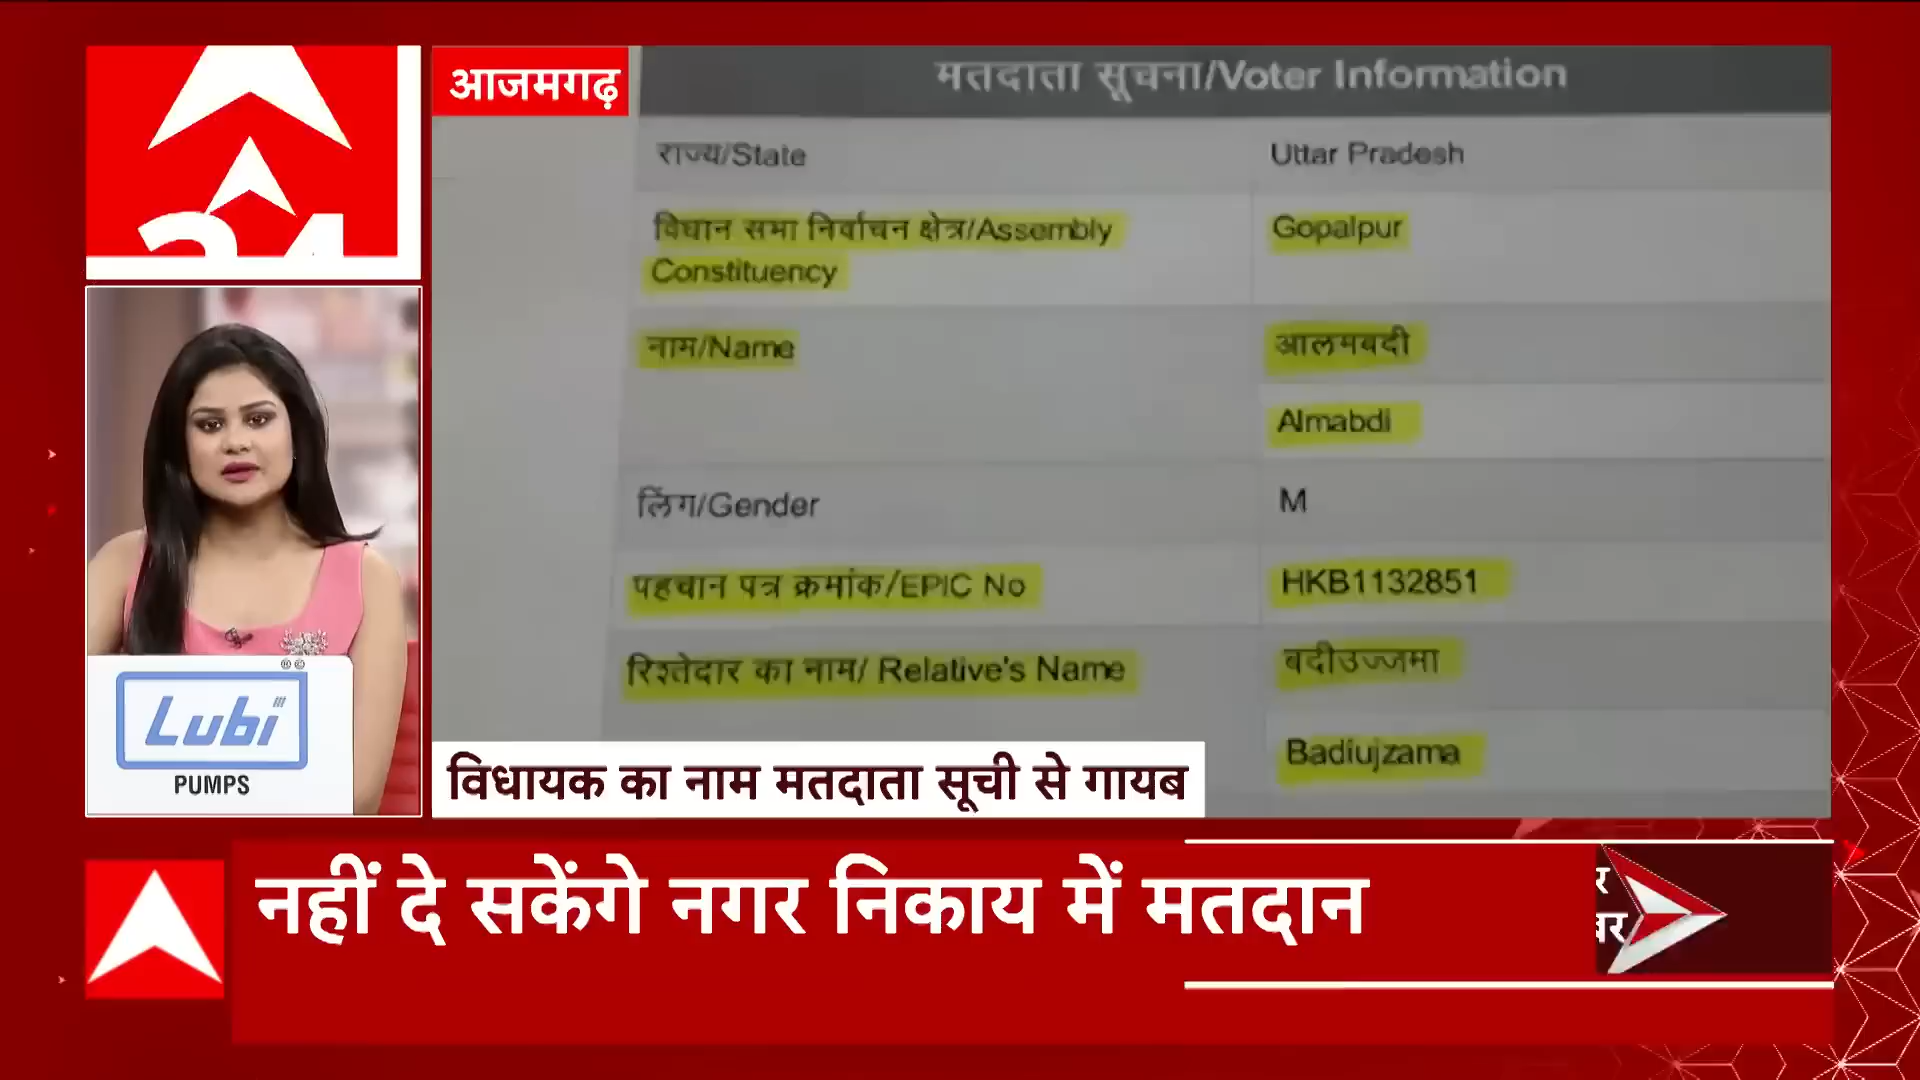 आजमगढ़
मतदाता सूचना/Voter Information
राज्य/State Uttar Pradesh
विधान सभा निर्वाचन क्षेत्र/Assembly Gopalpur
Constituency
नाम/Name आलमबदी
Almabdi
लिंग/Gender M
पहचान पत्र क्रमांक/EPIC No HKB1132851
रिश्तेदार का नाम/ Relative's Name बदीउज्जमा
Badiujzama
Lubi
PUMPS
विधायक का नाम मतदाता सूची से गायब
नहीं दे सकेंगे नगर निकाय में मतदान